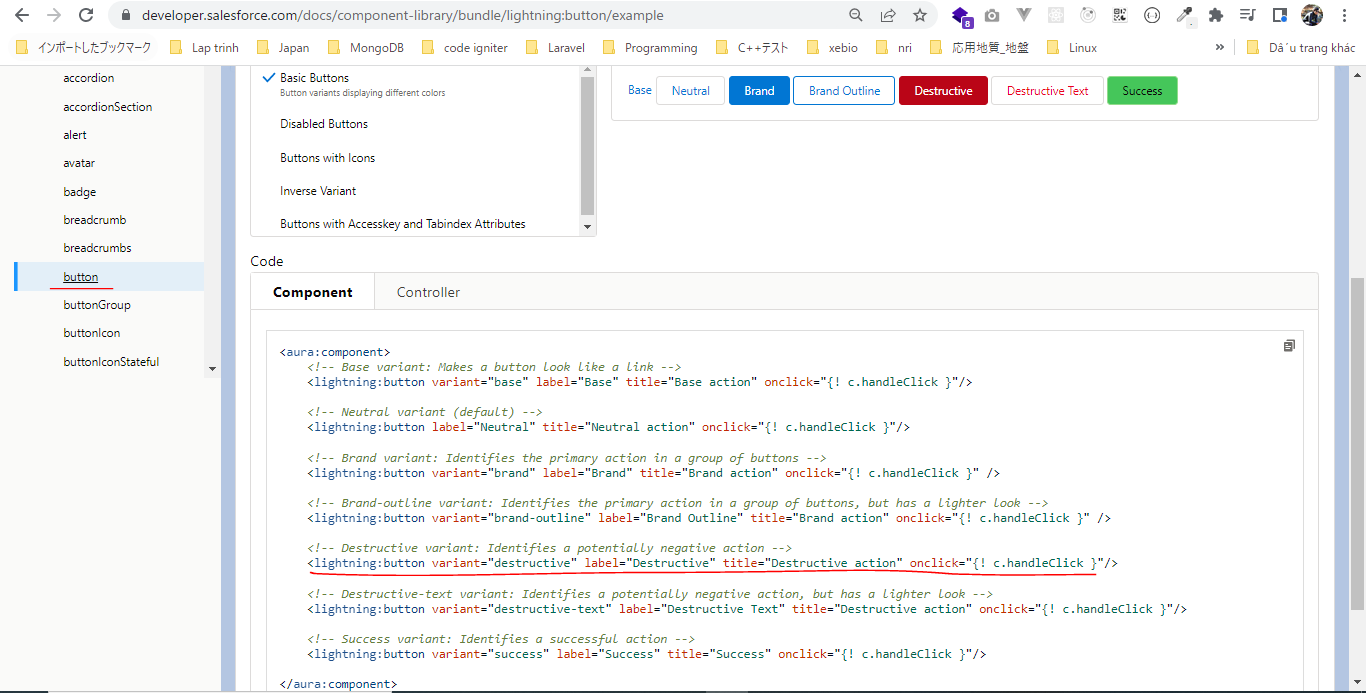 developer.salesforce.com/docs/component-library/bundle/lightning:button/example
8
インポートしたブックマーク
Lap trinh
Japan
MongoDB
code igniter
Laravel
Programming
C++テスト
xebio
nri
応用地質_地盤
Linux
»
Dấu trang khác
accordion
accordionSection
alert
avatar
badge
breadcrumb
breadcrumbs
button
buttonGroup
buttonIcon
buttonIconStateful
Basic Buttons
Button variants displaying different colors
Disabled Buttons
Buttons with Icons
Inverse Variant
Buttons with Accesskey and Tabindex Attributes
Base
Neutral
Brand
Brand Outline
Destructive
Destructive Text
Success
Code
Component
Controller
<aura:component>
<!-- Base variant: Makes a button look like a link -->
<lightning:button variant="base" label="Base" title="Base action" onclick="{! c.handleClick }"/>
<!-- Neutral variant (default) -->
<lightning:button label="Neutral" title="Neutral action" onclick="{! c.handleClick }"/>
<!-- Brand variant: Identifies the primary action in a group of buttons -->
<lightning:button variant="brand" label="Brand" title="Brand action" onclick="{! c.handleClick }" />
<!-- Brand-outline variant: Identifies the primary action in a group of buttons, but has a lighter look -->
<lightning:button variant="brand-outline" label="Brand Outline" title="Brand action" onclick="{! c.handleClick }" />
<!-- Destructive variant: Identifies a potentially negative action -->
<lightning:button variant="destructive" label="Destructive" title="Destructive action" onclick="{! c.handleClick }"/>
<!-- Destructive-text variant: Identifies a potentially negative action, but has a lighter look -->
<lightning:button variant="destructive-text" label="Destructive Text" title="Destructive action" onclick="{! c.handleClick }"/>
<!-- Success variant: Identifies a successful action -->
<lightning:button variant="success" label="Success" title="Success" onclick="{! c.handleClick }"/>
</aura:component>